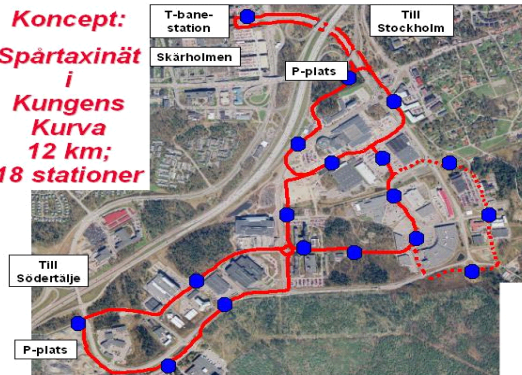 Koncept:
Spårtaxinät
i
Kungens
Kurva
12 km;
18 stationer
T-bane-
station
Skärholmen
Till
Stockholm
P-plats
Till
Södertälje
P-plats